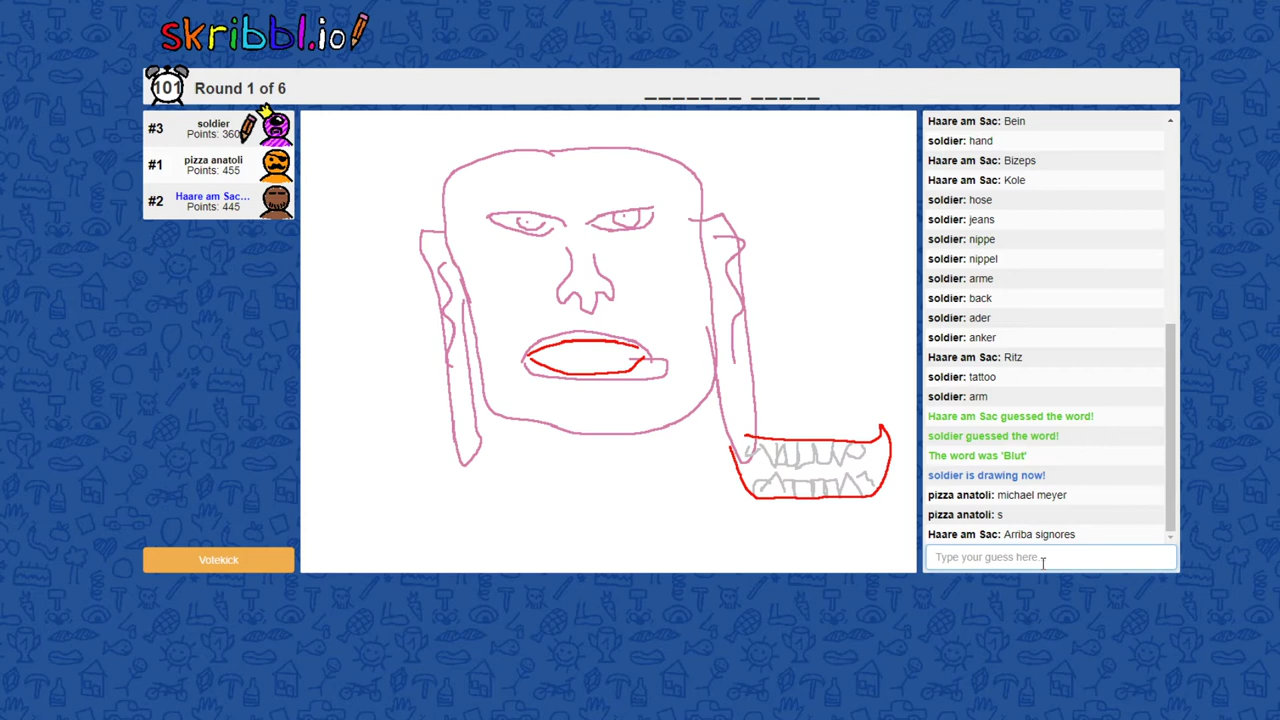 skribbl.io
101 Round 1 of 6
_______ _____
#3 soldier
Points: 360
#1 pizza anatoli
Points: 455
#2 Haare am Sac...
Points: 445
Votekick
Haare am Sac: Bein
soldier: hand
Haare am Sac: Bizeps
Haare am Sac: Kole
soldier: hose
soldier: jeans
soldier: nippe
soldier: nippel
soldier: arme
soldier: back
soldier: ader
soldier: anker
Haare am Sac: Ritz
soldier: tattoo
soldier: arm
Haare am Sac guessed the word!
soldier guessed the word!
The word was 'Blut'
soldier is drawing now!
pizza anatoli: michael meyer
pizza anatoli: s
Haare am Sac: Arriba signores
Type your guess here...